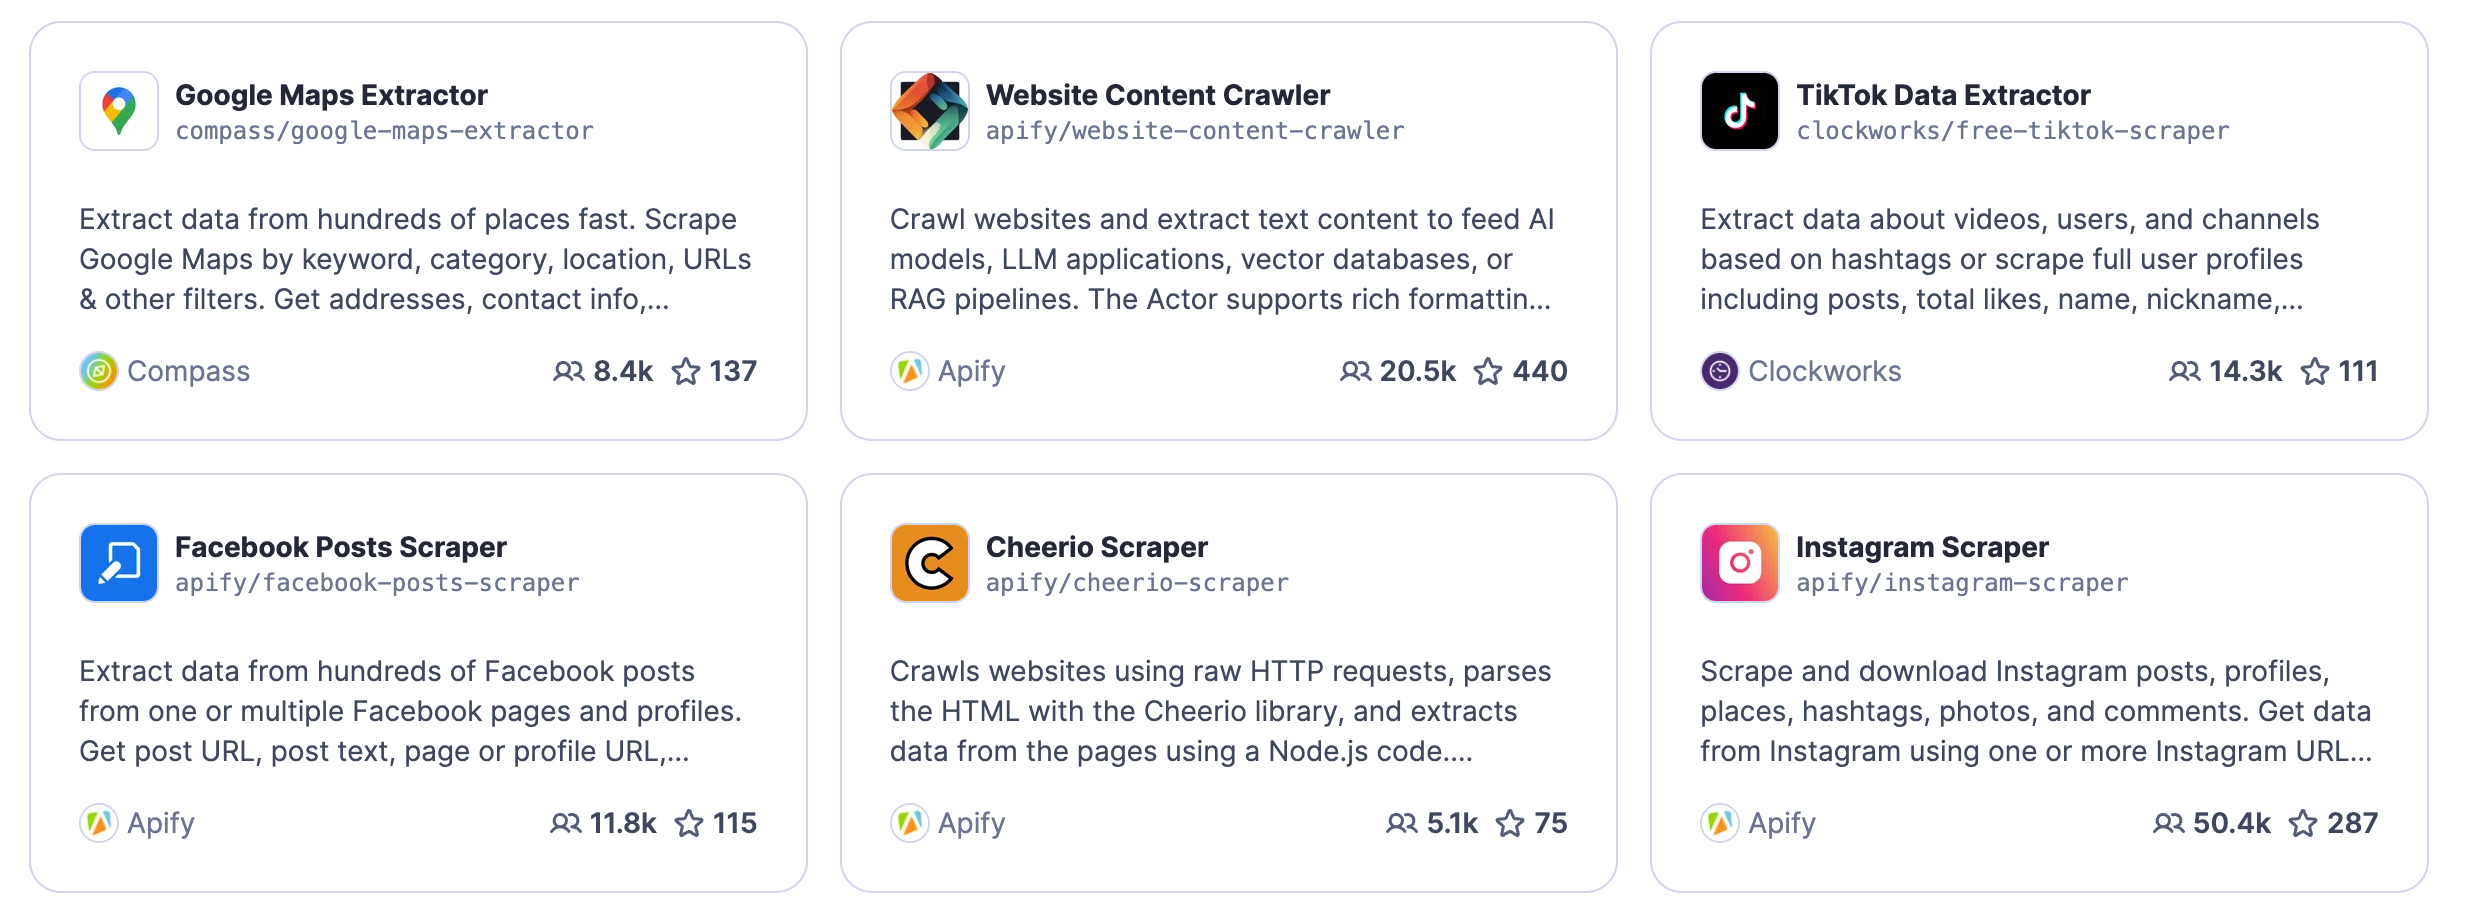 Google Maps Extractor
compass/google-maps-extractor
Extract data from hundreds of places fast. Scrape
Google Maps by keyword, category, location, URLs
& other filters. Get addresses, contact info,...
Compass
8.4k 137
Website Content Crawler
apify/website-content-crawler
Crawl websites and extract text content to feed AI
models, LLM applications, vector databases, or
RAG pipelines. The Actor supports rich formattin...
Apify
20.5k 440
TikTok Data Extractor
clockworks/free-tiktok-scraper
Extract data about videos, users, and channels
based on hashtags or scrape full user profiles
including posts, total likes, name, nickname,...
Clockworks
14.3k 111
Facebook Posts Scraper
apify/facebook-posts-scraper
Extract data from hundreds of Facebook posts
from one or multiple Facebook pages and profiles.
Get post URL, post text, page or profile URL,...
Apify
11.8k 115
Cheerio Scraper
apify/cheerio-scraper
Crawls websites using raw HTTP requests, parses
the HTML with the Cheerio library, and extracts
data from the pages using a Node.js code....
Apify
5.1k 75
Instagram Scraper
apify/instagram-scraper
Scrape and download Instagram posts, profiles,
places, hashtags, photos, and comments. Get data
from Instagram using one or more Instagram URL...
Apify
50.4k 287